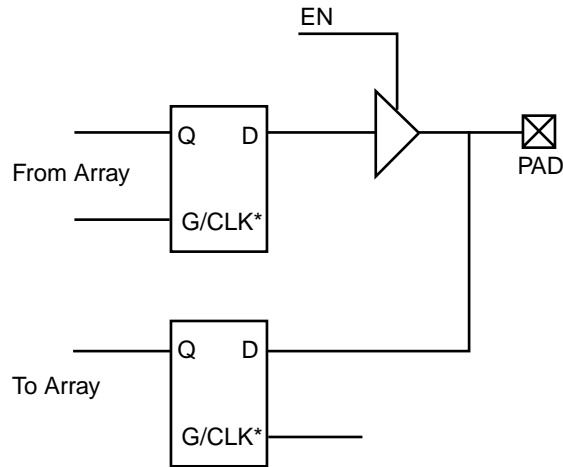 EN
Q D
From Array
PAD
G/CLK*
Q D
To Array
G/CLK*